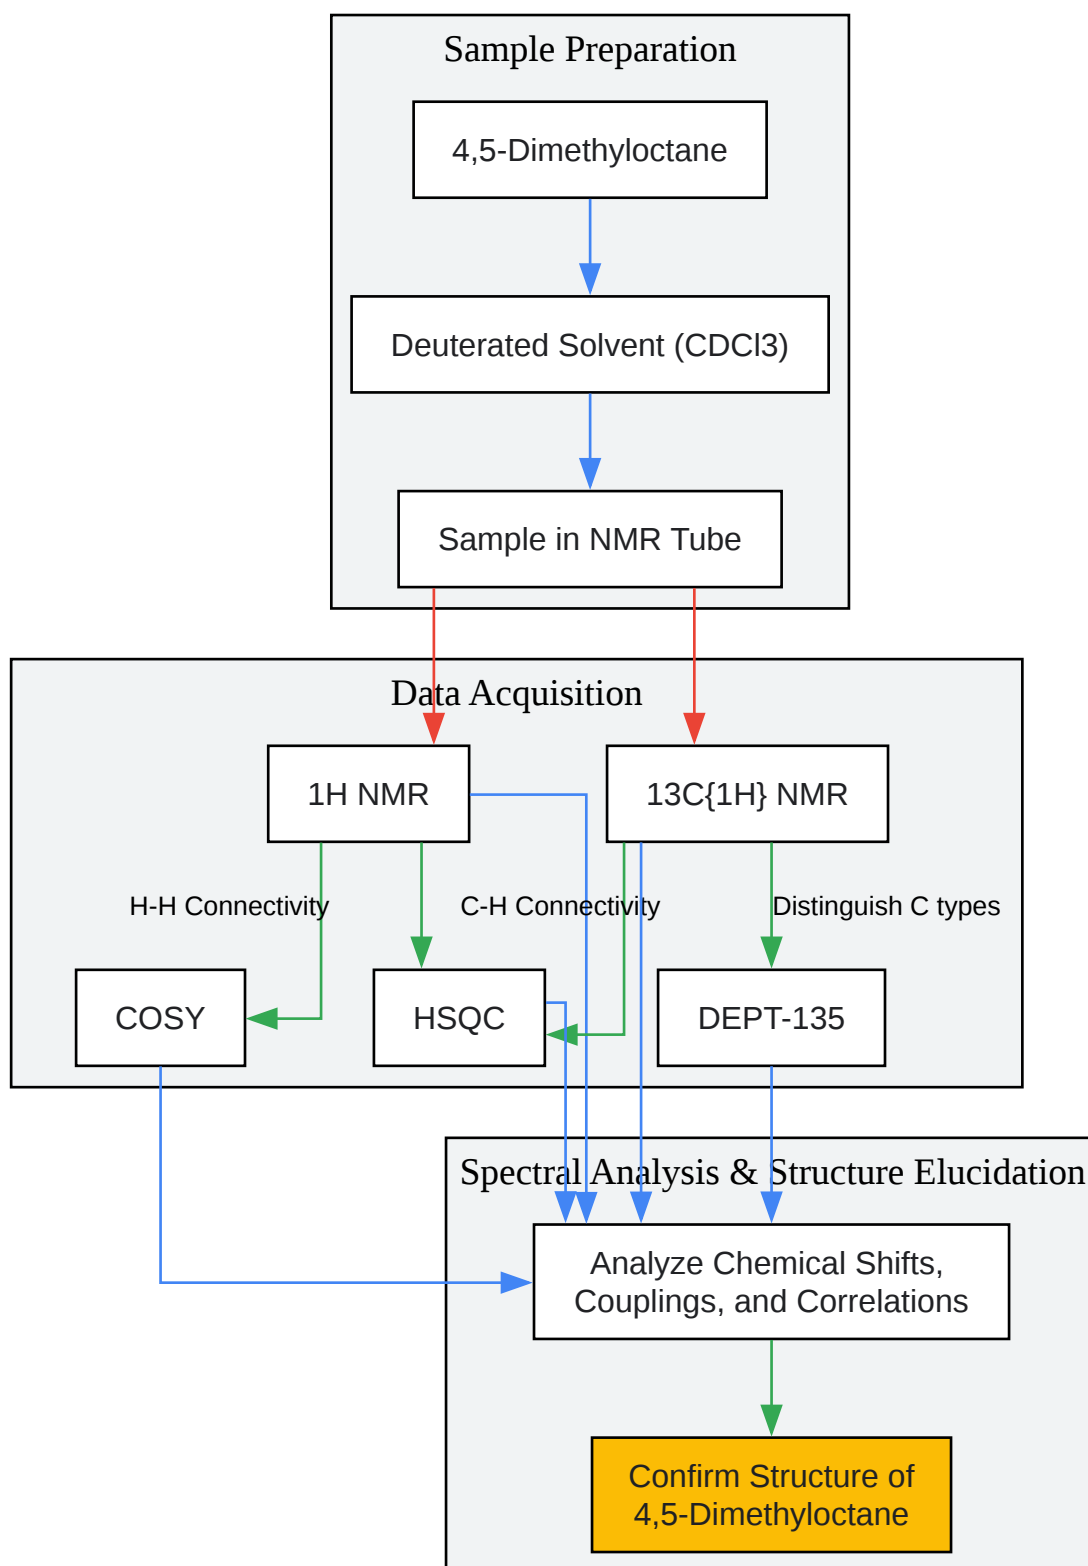 Sample Preparation
4,5-Dimethyloctane
Deuterated Solvent (CDCl3)
Sample in NMR Tube
Data Acquisition
1H NMR
13C{1H} NMR
H-H Connectivity
C-H Connectivity
Distinguish C types
COSY
HSQC
DEPT-135
Spectral Analysis & Structure Elucidation
Analyze Chemical Shifts,
Couplings, and Correlations
Confirm Structure of
4,5-Dimethyloctane